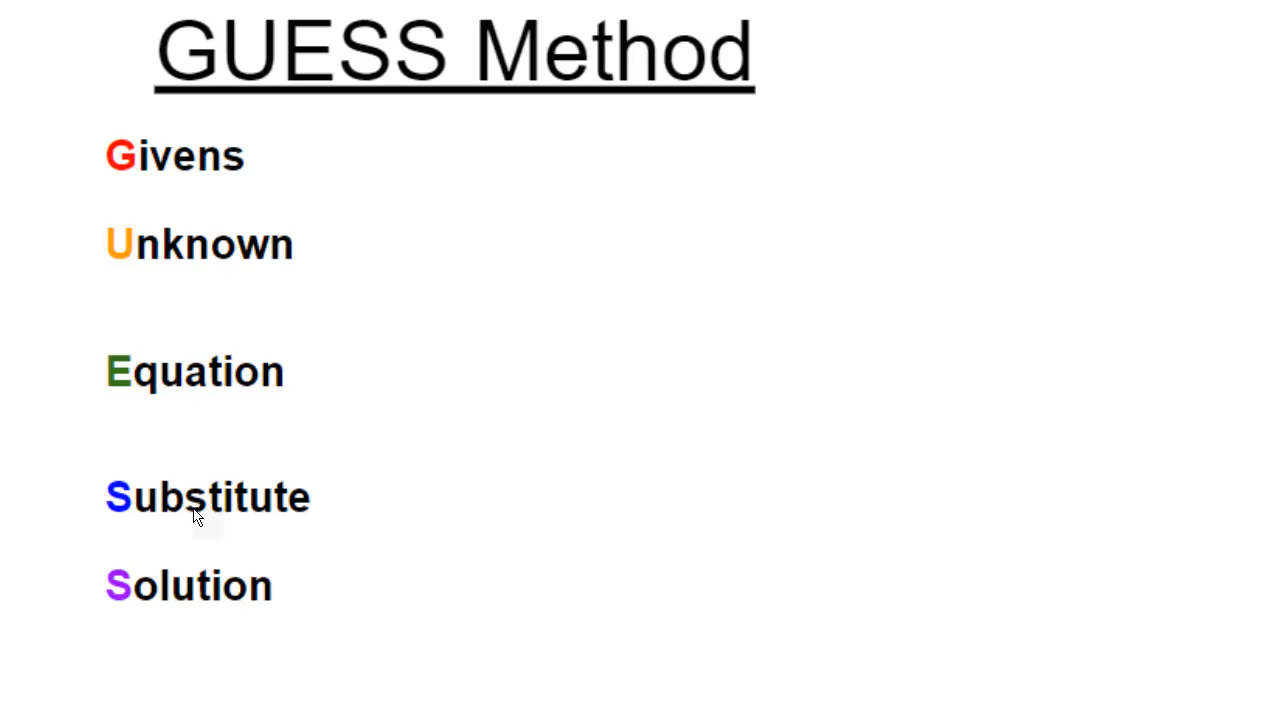 GUESS Method
Givens
Unknown
Equation
Substitute
Solution